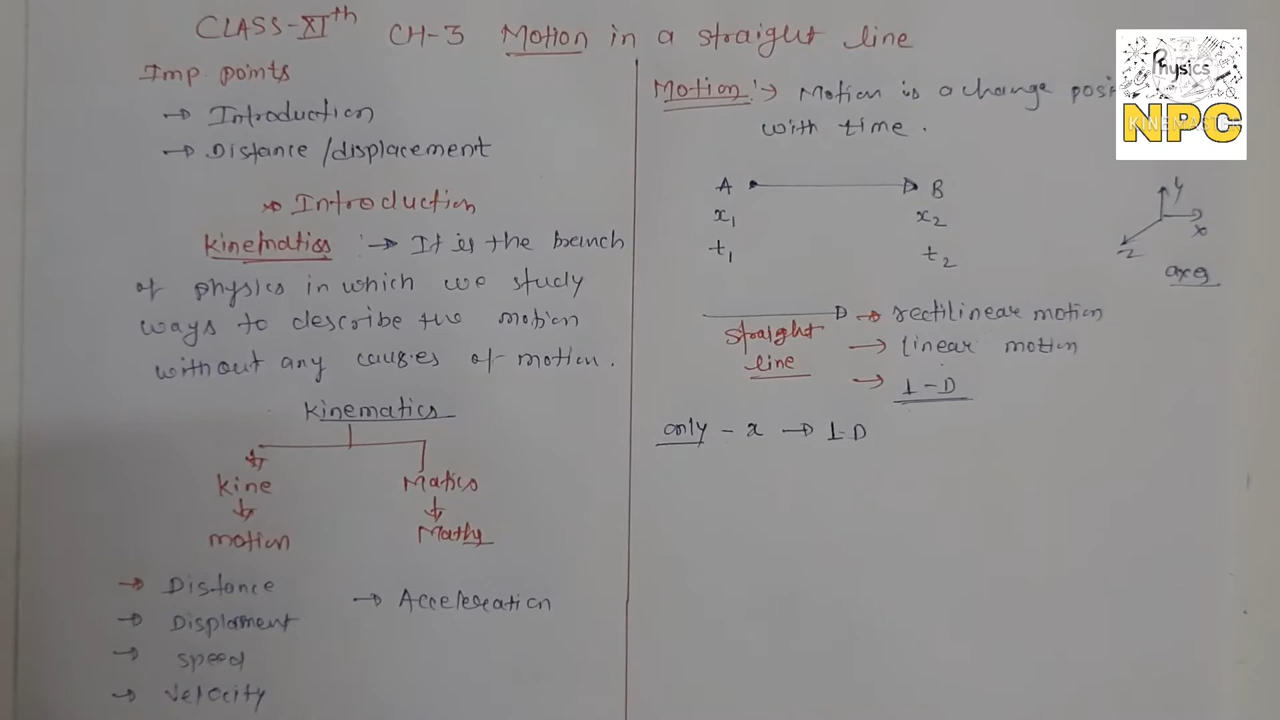 CLASS-XIth CH-3 Motion in a straight line
Imp. points
→ Introduction
→ Distance /displacement
Introduction
Kinematics :→ It is the branch
of physics in which we study
ways to describe the motion
without any causes of motion.
Kinematics
Kine Matics
motion Maths
→ Distance
→ Displament
→ speed
→ Velocity
→ Acceleration
Motion :→ Motion is a change posi
with time.
A B
x1 x2
t1 t2
y
x
z
axes
straight
line
→ rectilinear motion
→ linear motion
→ 1-D
only - x → 1-D
Physics
KINEMASTER
NPC